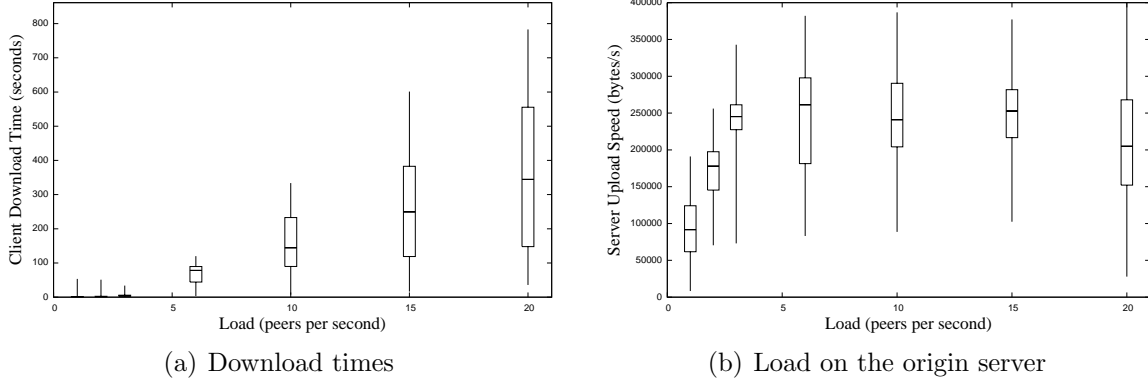 800
700
600
500
400
300
200
100
0
Client Download Time (seconds)
0 5 10 15 20
Load (peers per second)
(a) Download times
400000
350000
300000
250000
200000
150000
100000
50000
0
Server Upload Speed (bytes/s)
0 5 10 15 20
Load (peers per second)
(b) Load on the origin server